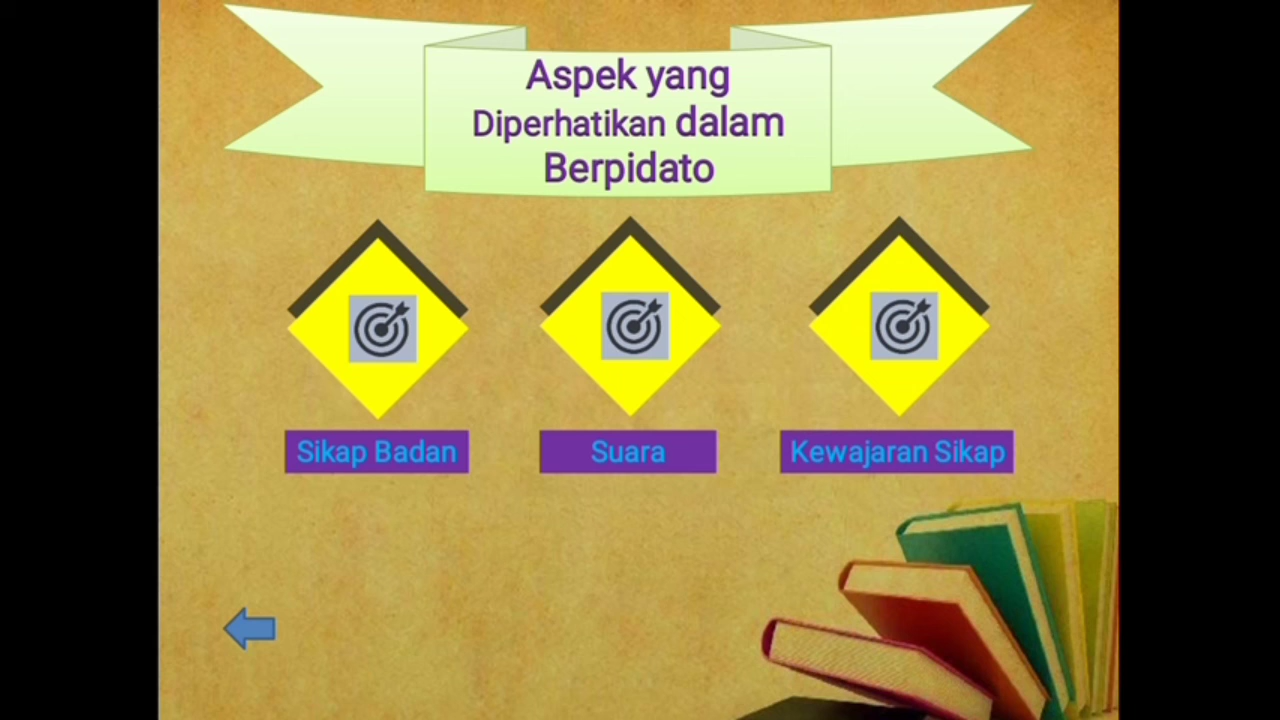 Aspek yang
Diperhatikan dalam
Berpidato
Sikap Badan
Suara
Kewajaran Sikap